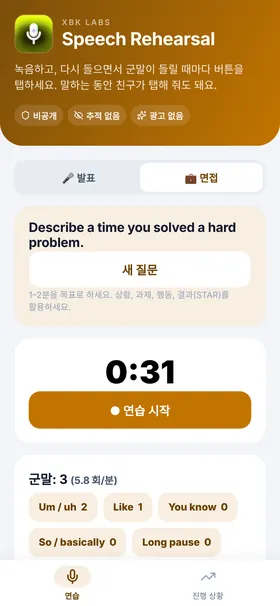 XBK LABS
Speech Rehearsal
녹음하고, 다시 들으면서 군말이 들릴 때마다 버튼을
탭하세요. 말하는 동안 친구가 탭해 줘도 돼요.
비공개
추적 없음
광고 없음
🎤 발표
💼 면접
Describe a time you solved a hard
problem.
새 질문
1–2분을 목표로 하세요. 상황, 과제, 행동, 결과(STAR)를
활용하세요.
0:31
● 연습 시작
군말: 3 (5.8 회/분)
Um / uh 2
Like 1
You know 0
So / basically 0
Long pause 0
연습
진행 상황